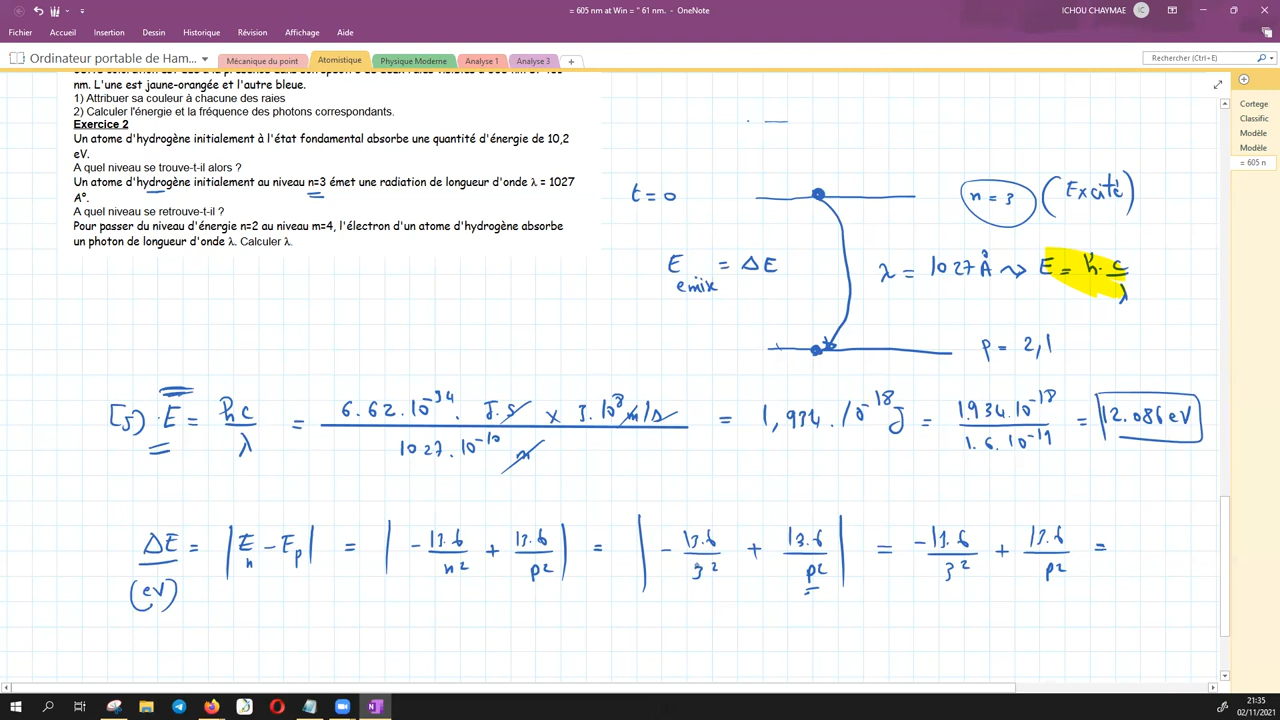 = 605 nm at Win = " 61 nm. - OneNote
ICHOU CHAYMAE
IC
Fichier Accueil Insertion Dessin Historique Révision Affichage Aide
Ordinateur portable de Ham...
Mécanique du point
Atomistique
Physique Moderne
Analyse 1
Analyse 3
Rechercher (Ctrl+E)
nm. L'une est jaune-orangée et l'autre bleue.
1) Attribuer sa couleur à chacune des raies
2) Calculer l'énergie et la fréquence des photons correspondants.
Exercice 2
Un atome d'hydrogène initialement à l'état fondamental absorbe une quantité d'énergie de 10,2
eV.
A quel niveau se trouve-t-il alors ?
Un atome d'hydrogène initialement au niveau n=3 émet une radiation de longueur d'onde λ = 1027
A°.
A quel niveau se retrouve-t-il ?
Pour passer du niveau d'énergie n=2 au niveau m=4, l'électron d'un atome d'hydrogène absorbe
un photon de longueur d'onde λ. Calculer λ.
Cortege
Classific
Modèle
Modèle
= 605 n
t = 0
n = 3 (Excité)
E emix = ΔE
λ = 1027 Å ⇝ E = h. c / λ
p = 2,1
[J) . E = hc / λ = 6.62.10^-34 . J.s x 3.10^8 m/s / 1027.10^-10 m = 1,934.10^-18 J = 1.934.10^-18 / 1.6.10^-19 = 12.086 eV
ΔE = |E n - E p| = |- 13.6 / n² + 13.6 / p²| = |- 13.6 / 3² + 13.6 / p²| = -13.6 / 3² + 13.6 / p² =
(eV)
21:35
02/11/2021